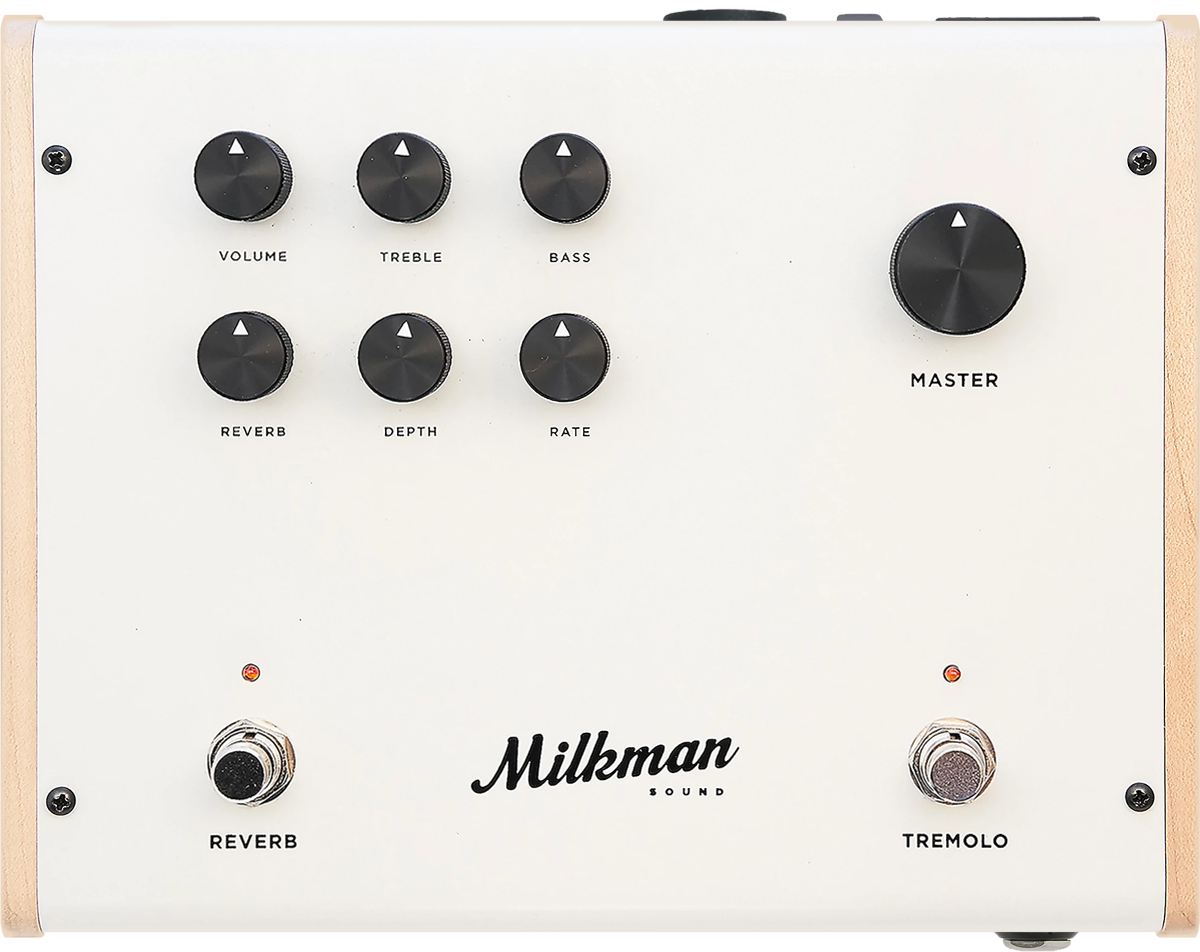 VOLUME TREBLE BASS
REVERB DEPTH RATE
MASTER
Milkman
SOUND
REVERB
TREMOLO